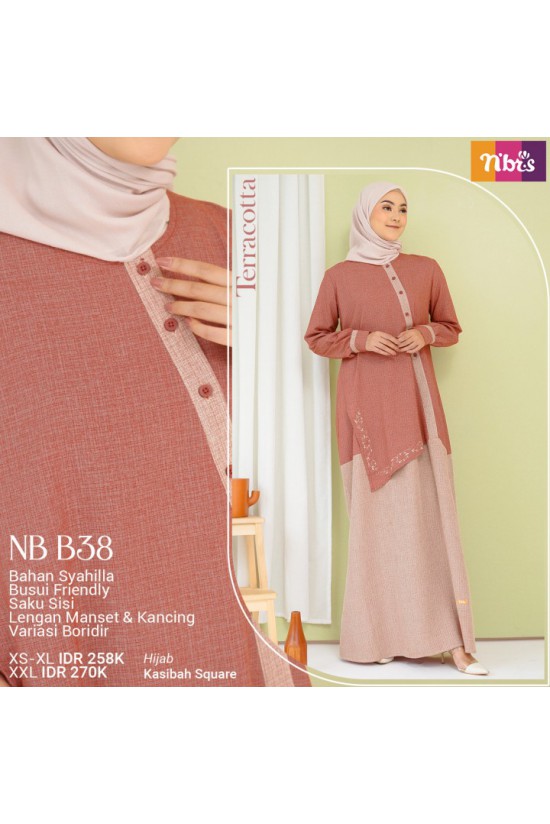 Nbr's
Terracotta
NB B38
Bahan Syahilla
Busui Friendly
Saku Sisi
Lengan Manset & Kancing
Variasi Boridir
XS-XL IDR 258K
XXL IDR 270K
Hijab
Kasibah Square